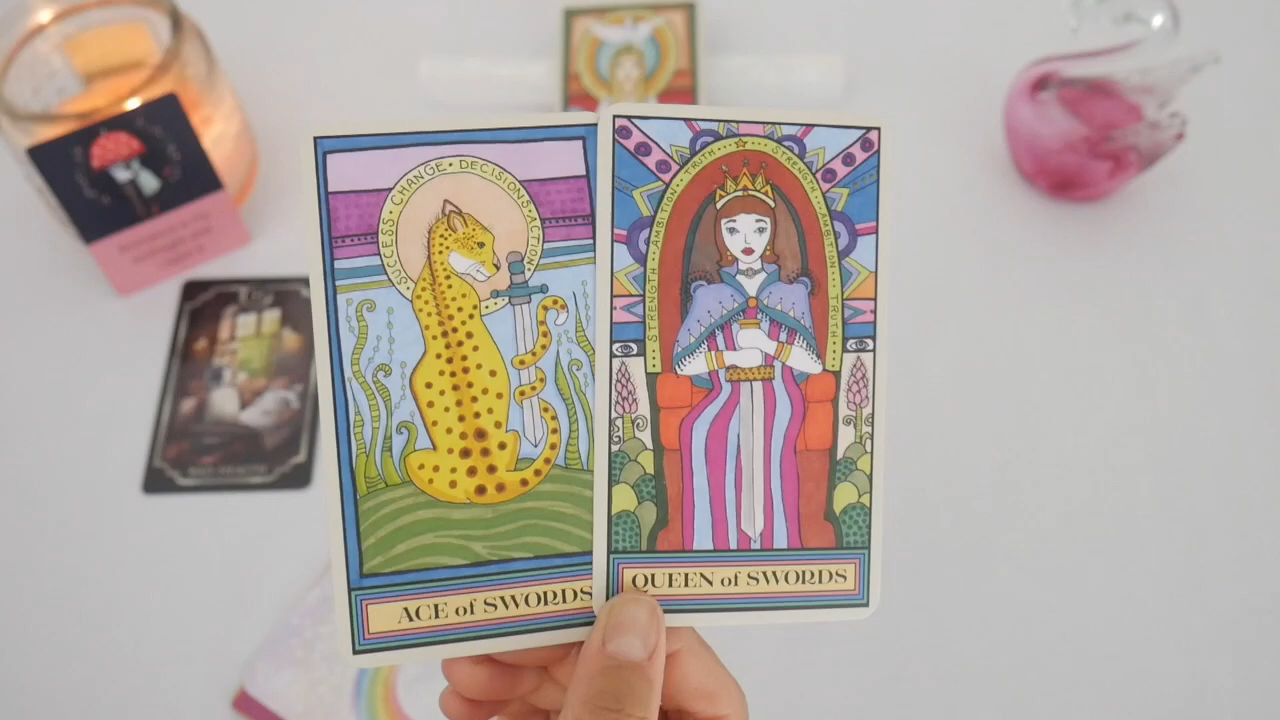 SUCCESS • CHANGE • DECISIONS • ACTION
ACE of SWORDS
STRENGTH ••• AMBITION ••• TRUTH ••• STRENGTH ••• AMBITION ••• TRUTH
QUEEN of SWORDS